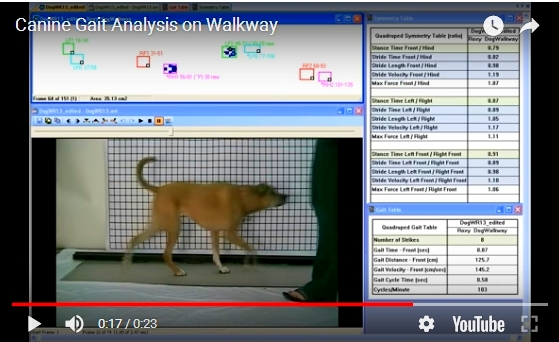 Canine Gait Analysis on Walkway
Frame 64 of 151 (1) Area: 35.13 cm2
Symmetry Table
DogWR13_edited
Quadruped Symmetry Table (ratio)
Roxy DogWalkway
Stance Time Front / Hind 0.79
Stride Time Front / Hind 0.82
Stride Length Front / Hind 0.98
Stride Velocity Front / Hind 1.19
Max Force Front / Hind 1.07
Stance Time Left / Right 0.87
Stride Time Left / Right 0.89
Stride Length Left / Right 1.05
Stride Velocity Left / Right 1.17
Max Force Left / Right 1.11
Stance Time Left Front / Right Front 0.91
Stride Time Left Front / Right Front 0.89
Stride Length Left Front / Right Front 0.98
Stride Velocity Left Front / Right Front 1.10
Max Force Left Front / Right Front 1.06
Gait Table
Quadruped Gait Table
DogWR13_edited
Roxy DogWalkway
Number of Strikes 8
Gait Time - Front (sec) 0.87
Gait Distance - Front (cm) 125.7
Gait Velocity - Front (cm/sec) 145.2
Gait Cycle Time (sec) 0.58
Cycles/Minute 103
0:17 / 0:23
YouTube